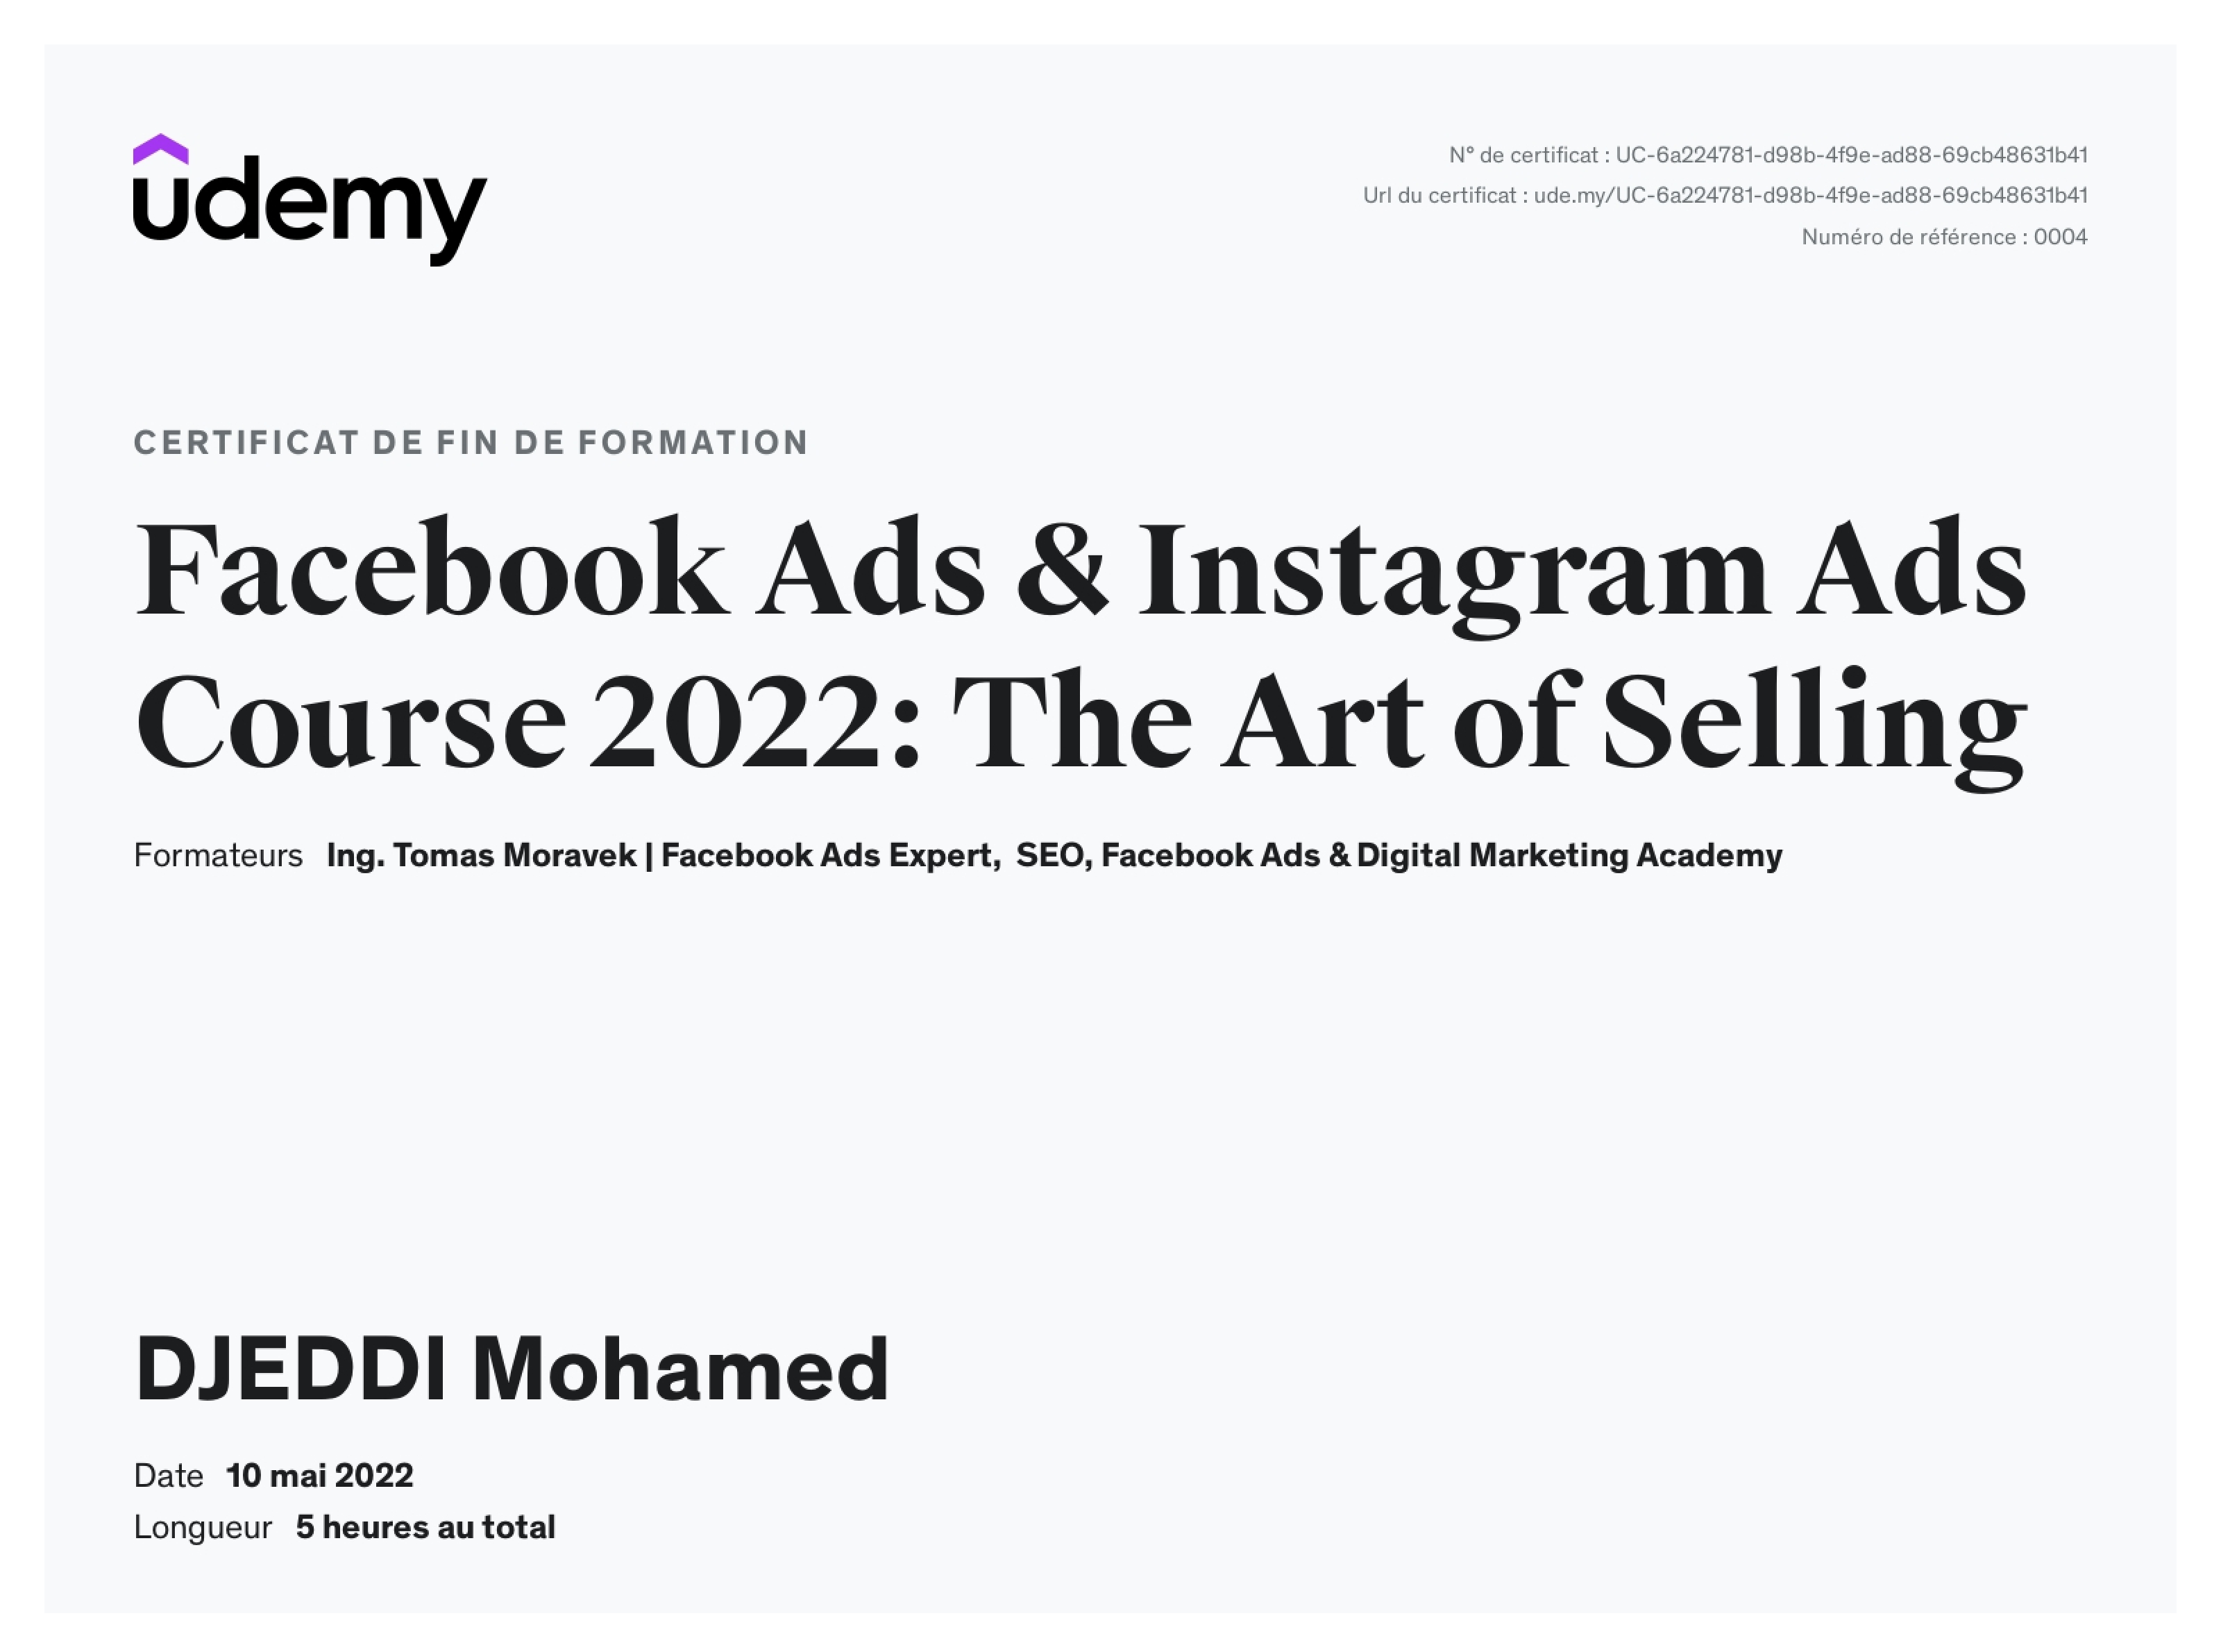 udemy
N° de certificat : UC-6a224781-d98b-4f9e-ad88-69cb48631b41
Url du certificat : ude.my/UC-6a224781-d98b-4f9e-ad88-69cb48631b41
Numéro de référence : 0004
CERTIFICAT DE FIN DE FORMATION
Facebook Ads & Instagram Ads
Course 2022: The Art of Selling
Formateurs Ing. Tomas Moravek | Facebook Ads Expert, SEO, Facebook Ads & Digital Marketing Academy
DJEDDI Mohamed
Date 10 mai 2022
Longueur 5 heures au total